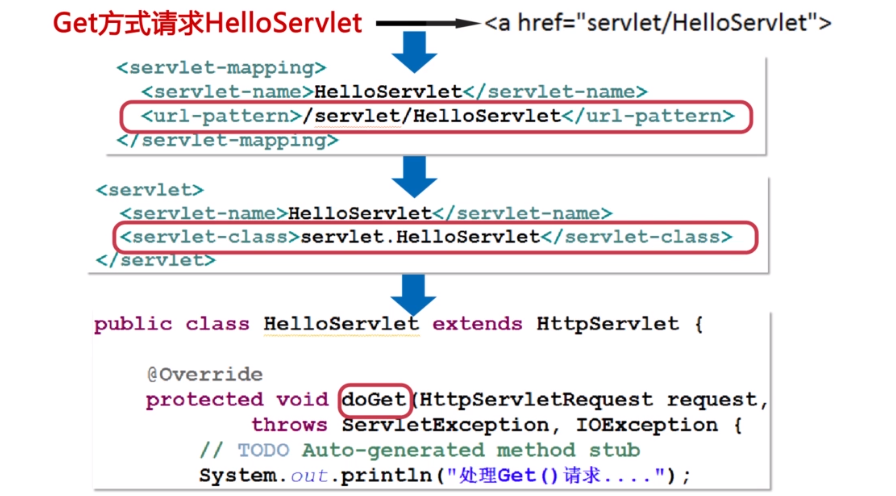 Get方式请求HelloServlet
<a href="servlet/HelloServlet">
<servlet-mapping>
<servlet-name>HelloServlet</servlet-name>
<url-pattern>/servlet/HelloServlet</url-pattern>
</servlet-mapping>
<servlet>
<servlet-name>HelloServlet</servlet-name>
<servlet-class>servlet.HelloServlet</servlet-class>
</servlet>
public class HelloServlet extends HttpServlet {
@Override
protected void doGet(HttpServletRequest request,
throws ServletException, IOException {
// TODO Auto-generated method stub
System.out.println("处理Get()请求....");